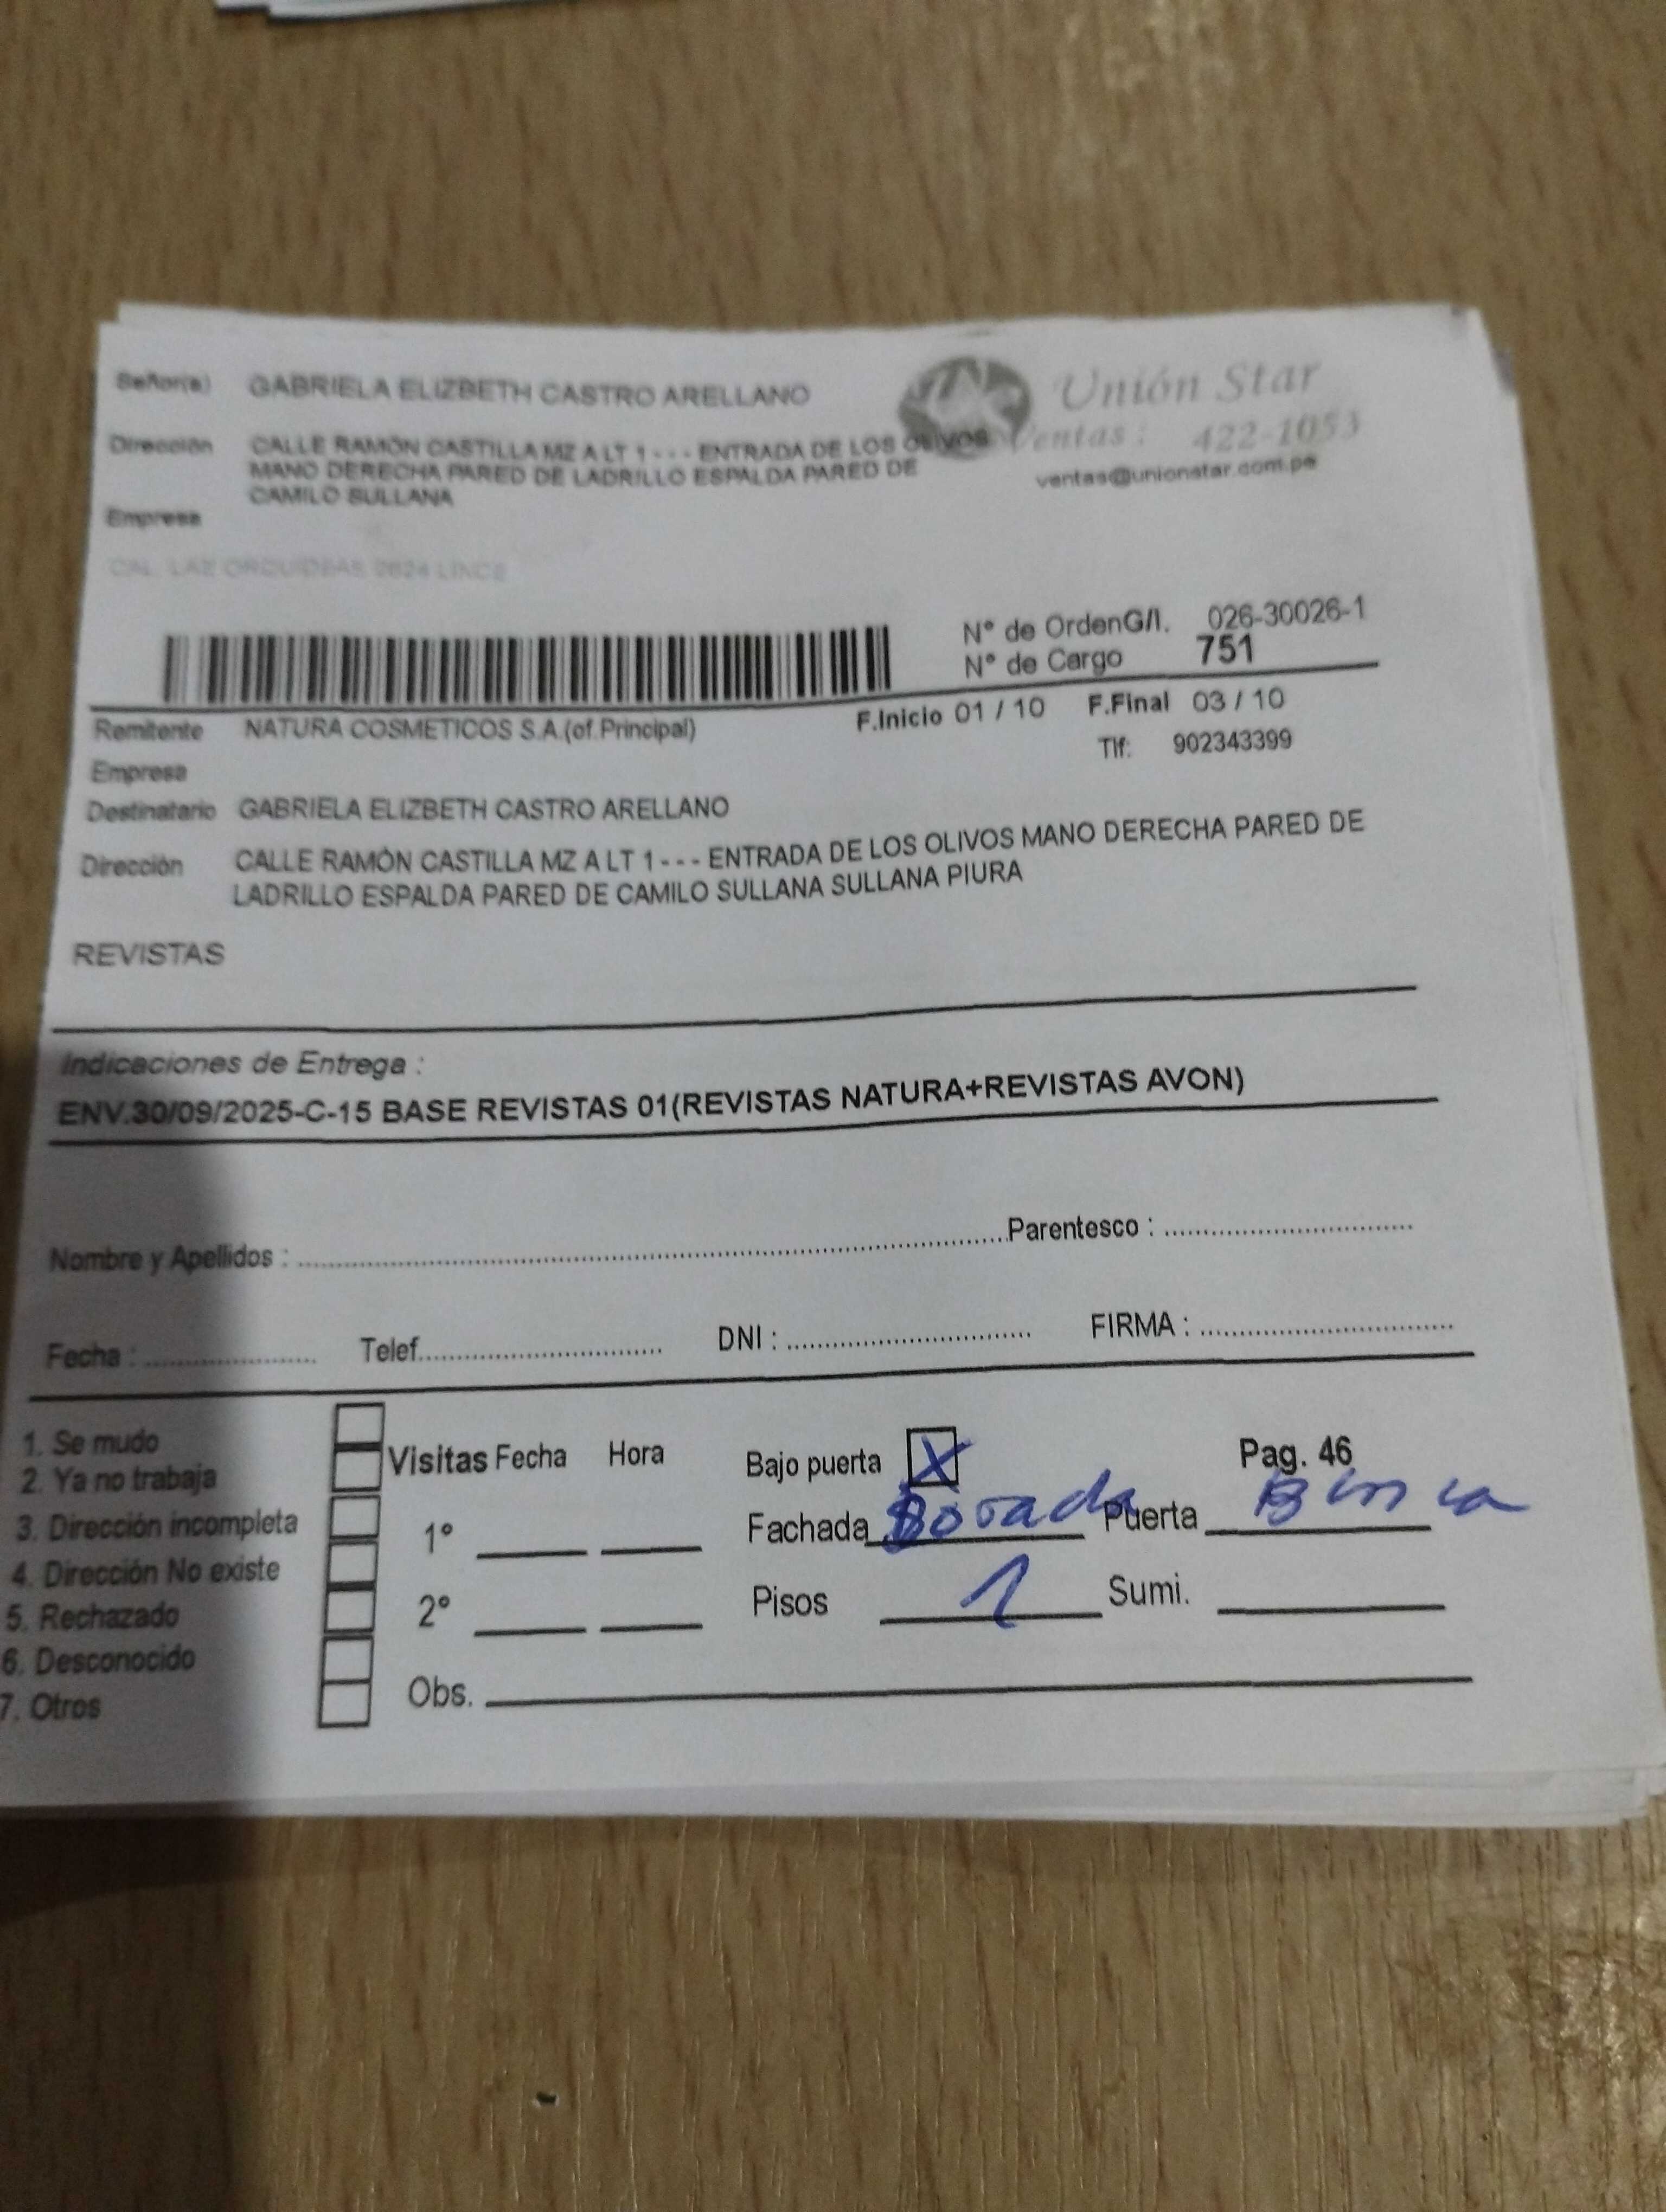 Señor(a) GABRIELA ELIZBETH CASTRO ARELLANO
Unión Star
Dirección CALLE RAMÓN CASTILLA MZ A LT 1 - - - ENTRADA DE LOS OLIVOS
Ventas : 422-1053
MANO DERECHA PARED DE LADRILLO ESPALDA PARED DE
ventas@unionstar.com.pe
CAMILO SULLANA
Empresa
CAL. LAS ORQUIDEAS 2624 LINCE
N° de OrdenG/I. 026-30026-1
N° de Cargo 751
Remitente NATURA COSMETICOS S.A.(of.Principal) F.Inicio 01 / 10 F.Final 03 / 10
Empresa Tlf: 902343399
Destinatario GABRIELA ELIZBETH CASTRO ARELLANO
Dirección CALLE RAMÓN CASTILLA MZ A LT 1 - - - ENTRADA DE LOS OLIVOS MANO DERECHA PARED DE
LADRILLO ESPALDA PARED DE CAMILO SULLANA SULLANA PIURA
REVISTAS
Indicaciones de Entrega :
ENV.30/09/2025-C-15 BASE REVISTAS 01(REVISTAS NATURA+REVISTAS AVON)
Nombre y Apellidos : Parentesco :
Fecha : Telef. DNI : FIRMA :
1. Se mudo
2. Ya no trabaja
3. Dirección incompleta
4. Dirección No existe
5. Rechazado
6. Desconocido
7. Otros
Visitas Fecha Hora
1°
2°
Obs.
Bajo puerta X Pag. 46
Fachada Puerta
Pisos 1 Sumi.